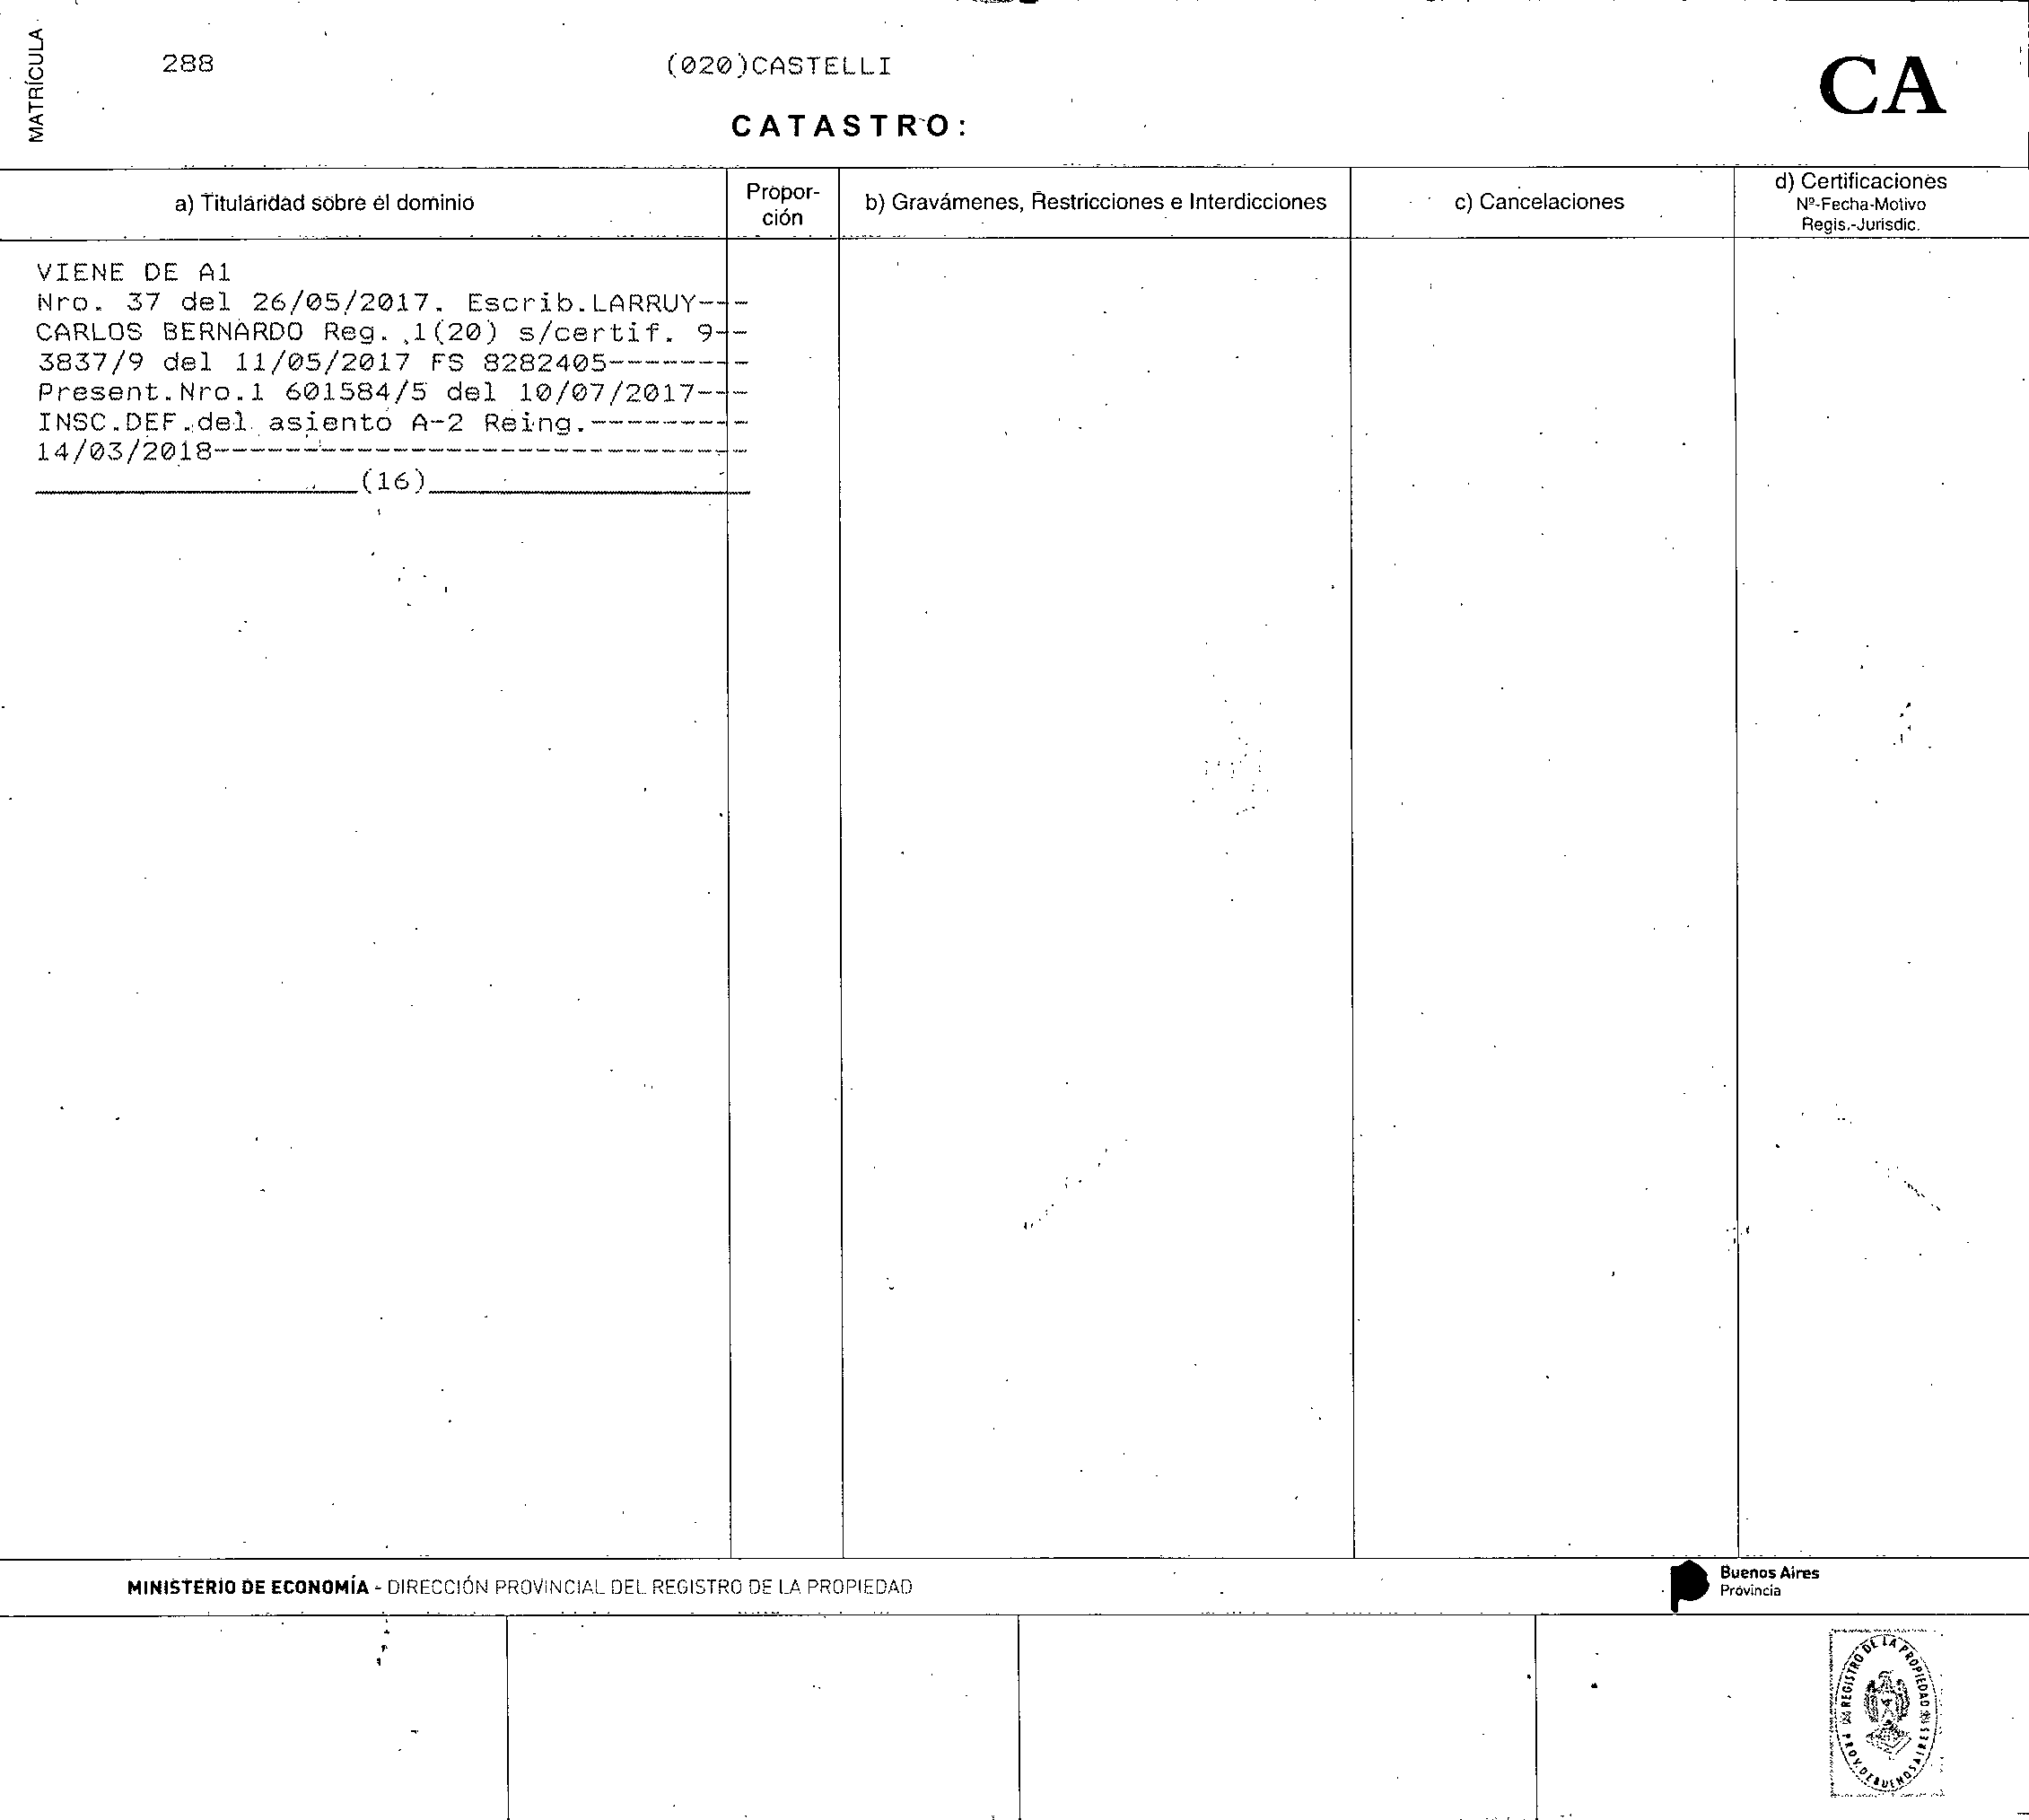 MATRÍCULA
288
(020)CASTELLI
CA
CATASTRO:
a) Titularidad sobre el dominio
Propor-
ción
b) Gravámenes, Restricciones e Interdicciones
c) Cancelaciones
d) Certificaciones
Nº-Fecha-Motivo
Regis.-Jurisdic.
VIENE DE A1
Nro. 37 del 26/05/2017. Escrib.LARRUY---
CARLOS BERNARDO Reg. 1(20) s/certif. 9--
3837/9 del 11/05/2017 FS 8282405--------
Present.Nro.1 601584/5 del 10/07/2017---
INSC.DEF.del asiento A-2 Reing.---------
14/03/2018------------------------------
(16)
MINISTERIO DE ECONOMÍA - DIRECCIÓN PROVINCIAL DEL REGISTRO DE LA PROPIEDAD
Buenos Aires
Provincia
REGISTRO DE LA PROPIEDAD
PROV. DE BUENOS AIRES